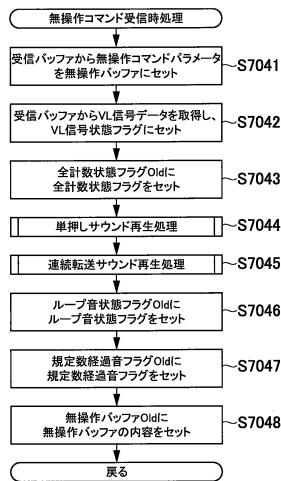 無操作コマンド受信時処理
受信バッファから無操作コマンドパラメータ
を無操作バッファにセット
S7041
受信バッファからVL信号データを取得し、
VL信号状態フラグにセット
S7042
全計数状態フラグOldに
全計数状態フラグをセット
S7043
単押しサウンド再生処理
S7044
連続転送サウンド再生処理
S7045
ループ音状態フラグOldに
ループ音状態フラグをセット
S7046
規定数経過音フラグOldに
規定数経過音フラグをセット
S7047
無操作バッファOldに
無操作バッファの内容をセット
S7048
戻る